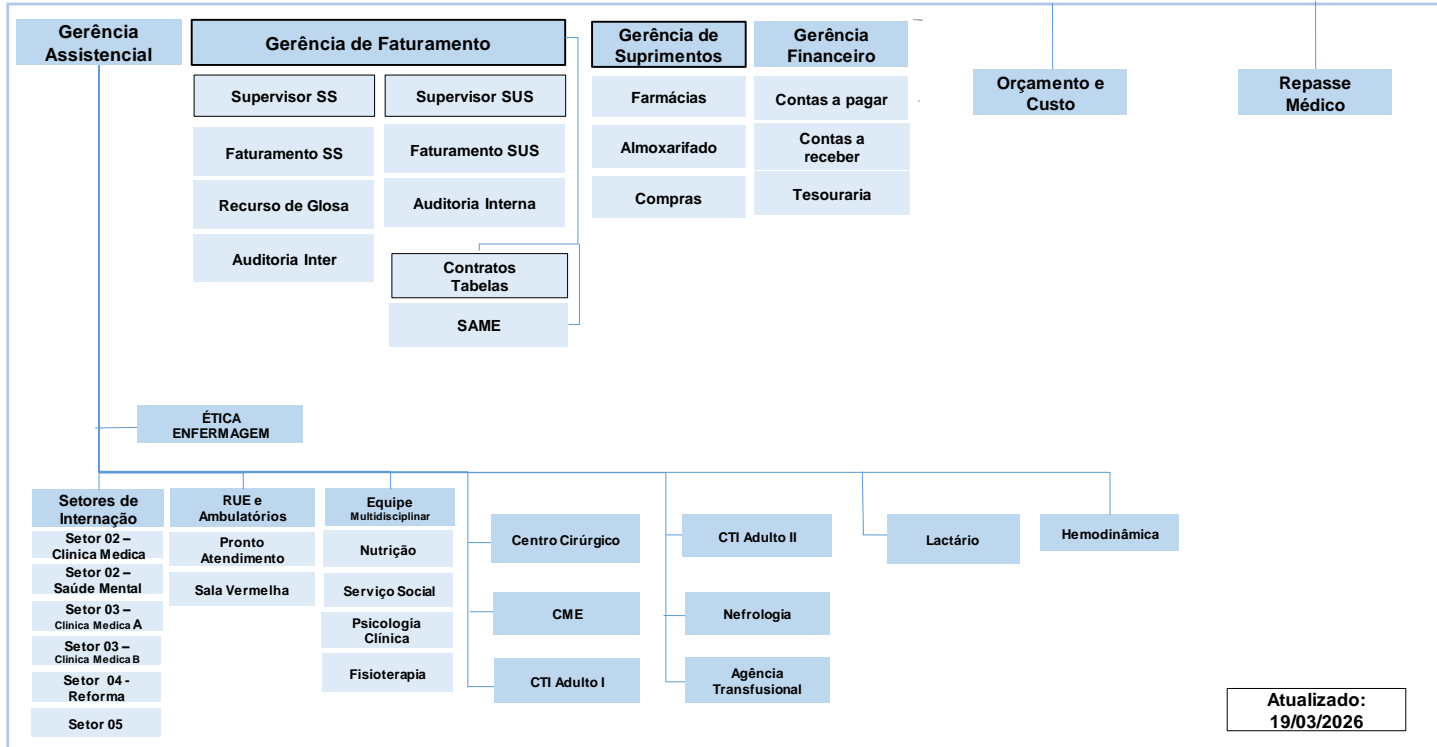 Gerência
Assistencial
Gerência de Faturamento
Gerência de
Suprimentos
Gerência
Financeiro
Orçamento e
Custo
Repasse
Médico
Supervisor SS
Supervisor SUS
Farmácias
Contas a pagar
Faturamento SS
Faturamento SUS
Almoxarifado
Contas a
receber
Recurso de Glosa
Auditoria Interna
Compras
Tesouraria
Auditoria Inter
Contratos
Tabelas
SAME
ÉTICA
ENFERMAGEM
Setores de
Internação
Setor 02 –
Clinica Medica
Setor 02 –
Saúde Mental
Setor 03 –
Clinica Medica A
Setor 03 –
Clinica Medica B
Setor 04 -
Reforma
Setor 05
RUE e
Ambulatórios
Pronto
Atendimento
Sala Vermelha
Equipe
Multidisciplinar
Nutrição
Serviço Social
Psicologia
Clínica
Fisioterapia
Centro Cirúrgico
CME
CTI Adulto I
CTI Adulto II
Nefrologia
Agência
Transfusional
Lactário
Hemodinâmica
Atualizado:
19/03/2026